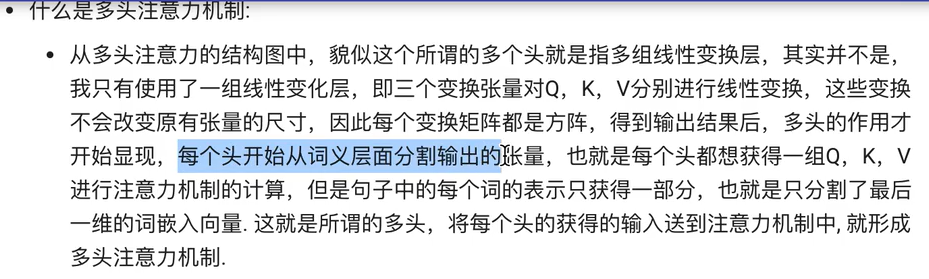 什么是多头注意力机制:
从多头注意力的结构图中，貌似这个所谓的多个头就是指多组线性变换层，其实并不是，
我只有使用了一组线性变化层，即三个变换张量对Q，K，V分别进行线性变换，这些变换
不会改变原有张量的尺寸，因此每个变换矩阵都是方阵，得到输出结果后，多头的作用才
开始显现，每个头开始从词义层面分割输出的张量，也就是每个头都想获得一组Q，K，V
进行注意力机制的计算，但是句子中的每个词的表示只获得一部分，也就是只分割了最后
一维的词嵌入向量. 这就是所谓的多头，将每个头的获得的输入送到注意力机制中, 就形成
多头注意力机制.